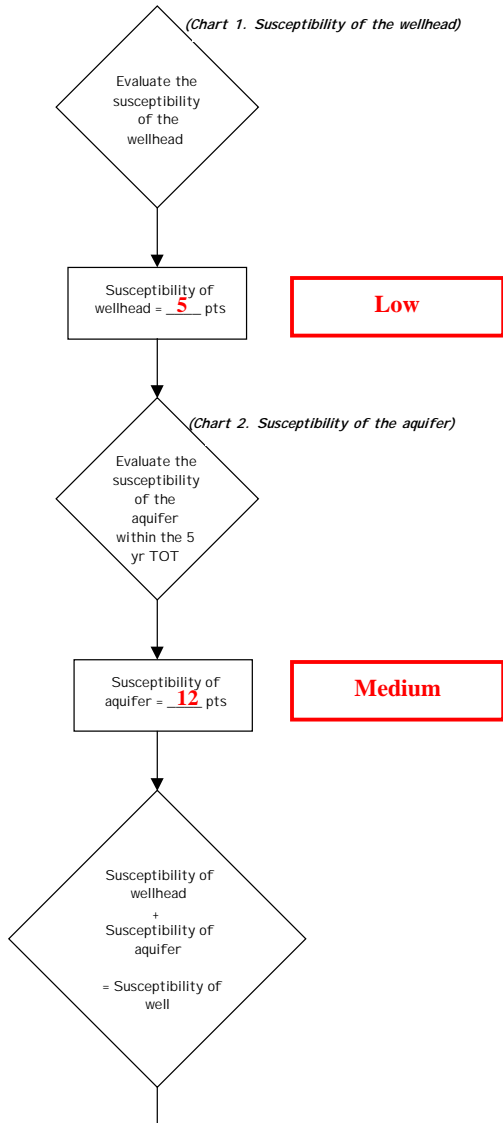 (Chart 1. Susceptibility of the wellhead)
Evaluate the
susceptibility
of the
wellhead
Susceptibility of
wellhead = __5__ pts
Low
(Chart 2. Susceptibility of the aquifer)
Evaluate the
susceptibility
of the
aquifer
within the 5
yr TOT
Susceptibility of
aquifer = __12__ pts
Medium
Susceptibility of
wellhead
+
Susceptibility of
aquifer
= Susceptibility of
well